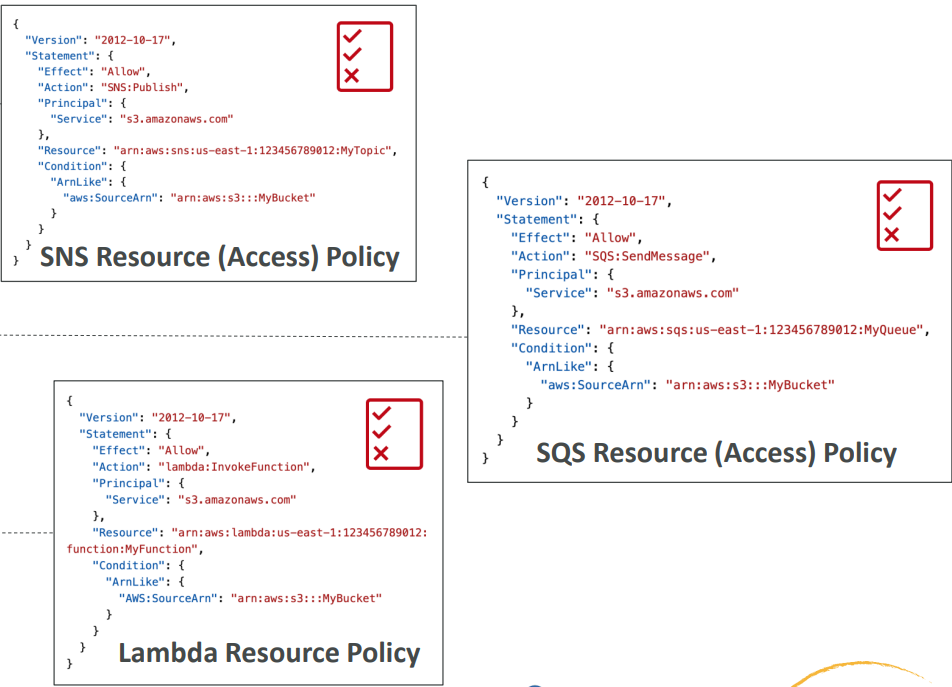 {
"Version": "2012-10-17",
"Statement": {
"Effect": "Allow",
"Action": "SNS:Publish",
"Principal": {
"Service": "s3.amazonaws.com"
},
"Resource": "arn:aws:sns:us-east-1:123456789012:MyTopic",
"Condition": {
"ArnLike": {
"aws:SourceArn": "arn:aws:s3:::MyBucket"
}
}
}
}
SNS Resource (Access) Policy
{
"Version": "2012-10-17",
"Statement": {
"Effect": "Allow",
"Action": "SQS:SendMessage",
"Principal": {
"Service": "s3.amazonaws.com"
},
"Resource": "arn:aws:sqs:us-east-1:123456789012:MyQueue",
"Condition": {
"ArnLike": {
"aws:SourceArn": "arn:aws:s3:::MyBucket"
}
}
}
}
SQS Resource (Access) Policy
{
"Version": "2012-10-17",
"Statement": {
"Effect": "Allow",
"Action": "lambda:InvokeFunction",
"Principal": {
"Service": "s3.amazonaws.com"
},
"Resource": "arn:aws:lambda:us-east-1:123456789012:
function:MyFunction",
"Condition": {
"ArnLike": {
"AWS:SourceArn": "arn:aws:s3:::MyBucket"
}
}
}
}
Lambda Resource Policy